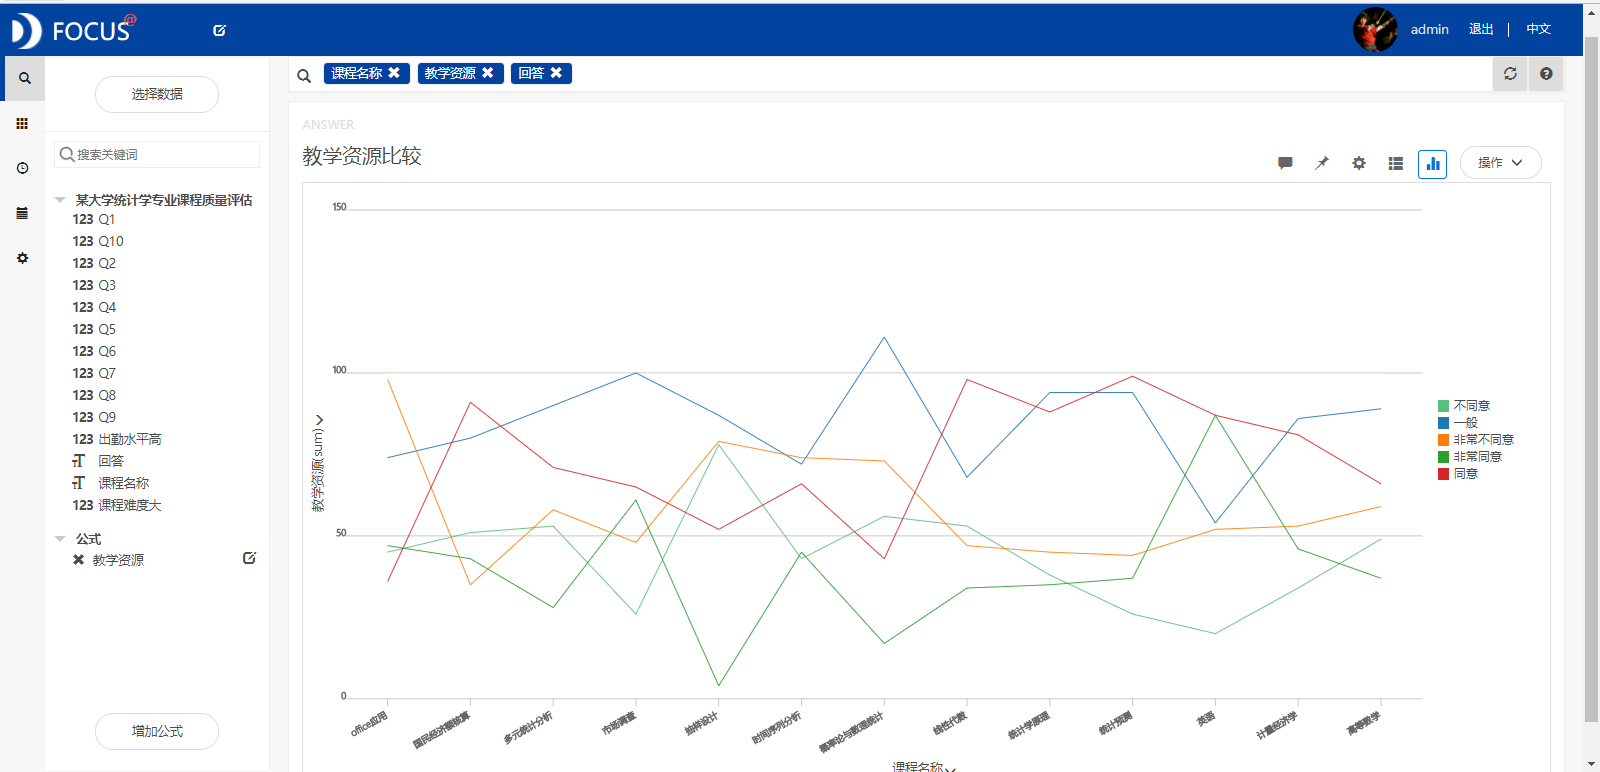 FOCUS@
admin 退出 | 中文
课程名称 ✖ 教学资源 ✖ 回答 ✖
选择数据
搜索关键词
某大学统计学专业课程质量评估
123 Q1
123 Q10
123 Q2
123 Q3
123 Q4
123 Q5
123 Q6
123 Q7
123 Q8
123 Q9
123 出勤水平高
T 回答
T 课程名称
123 课程难度大
公式
✖ 教学资源
增加公式
ANSWER
教学资源比较
操作
150
100
50
0
教学资源(sum)
office应用
国民经济额核算
多元统计分析
市场调查
抽样设计
时间序列分析
概率论与数理统计
线性代数
统计学原理
统计预测
英语
计量经济学
高等数学
课程名称
不同意
一般
非常不同意
非常同意
同意